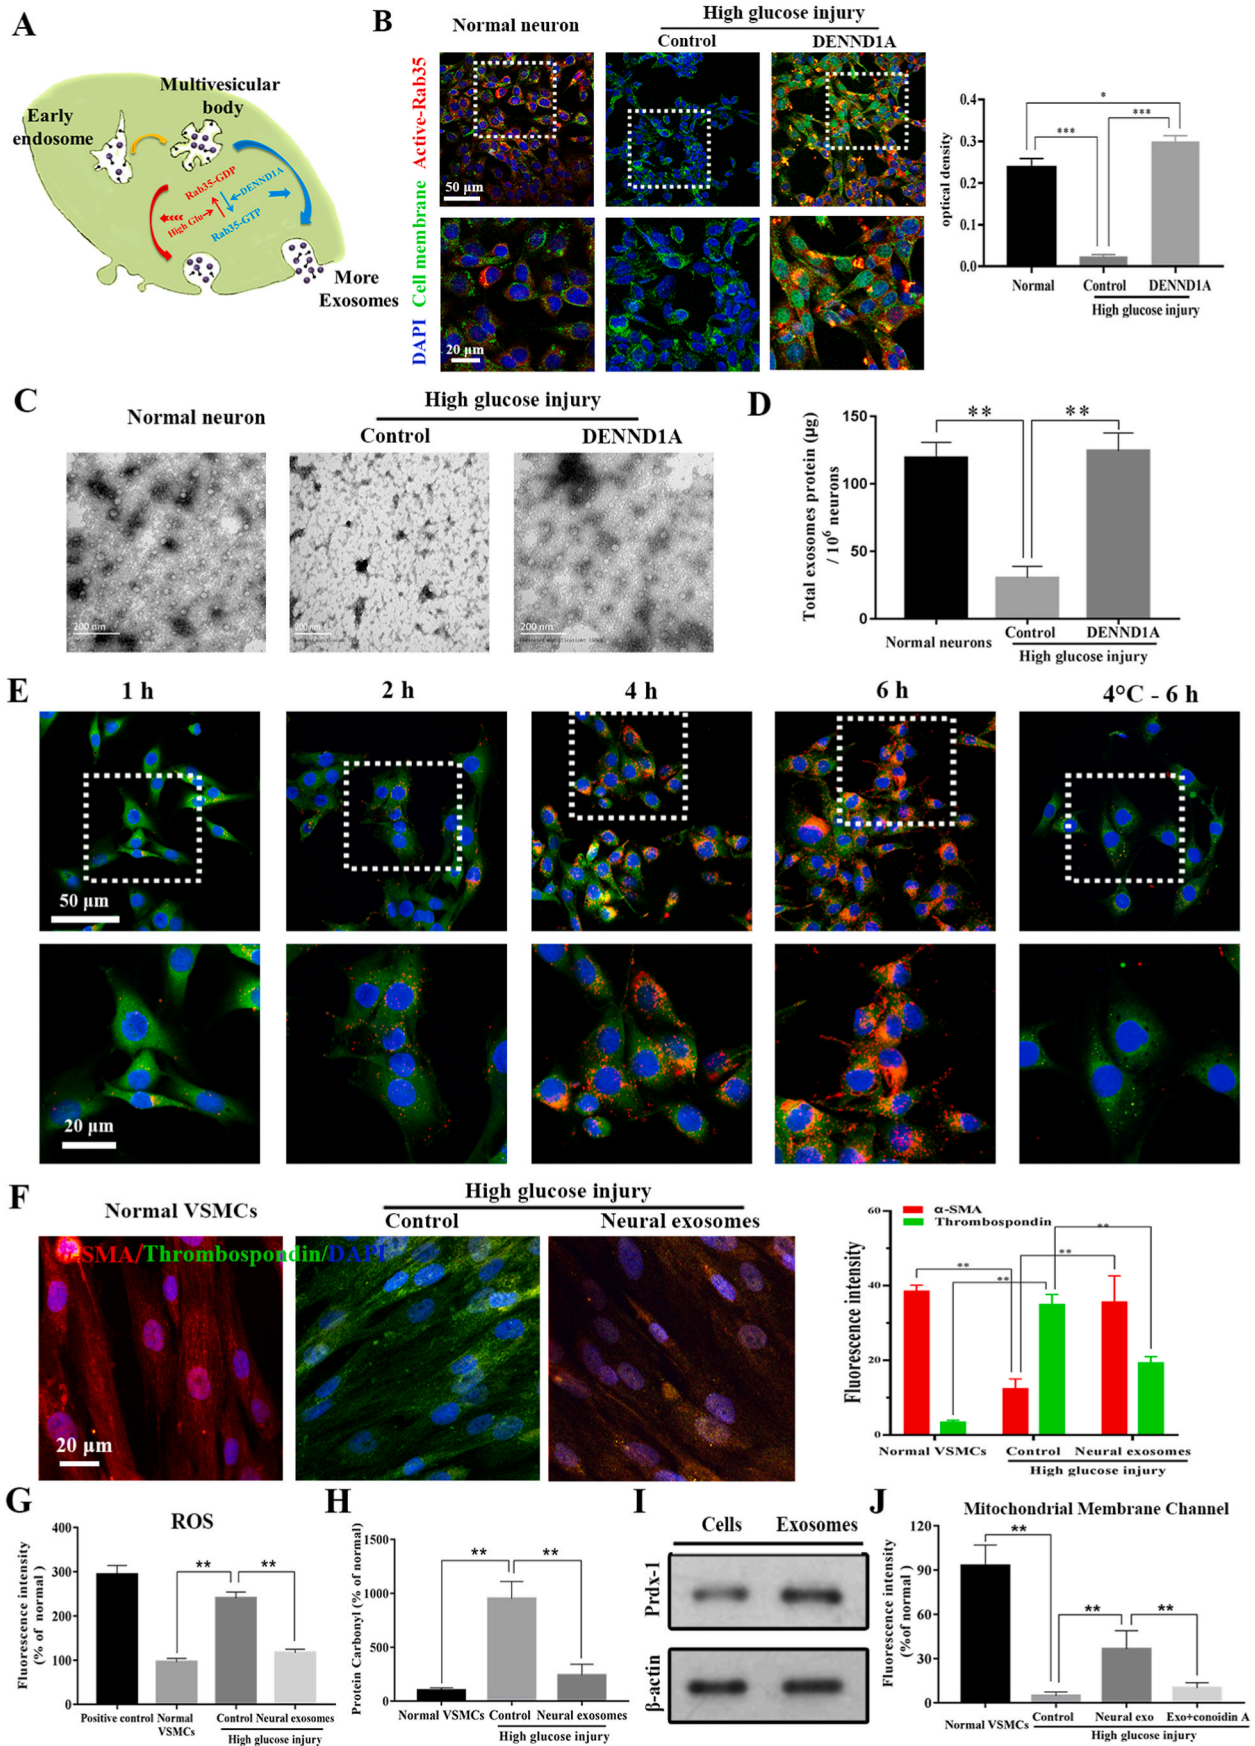 A
Early
endosome
Multivesicular
body
Rab35-GDP
DENND1A
High Glu
Rab35-GTP
More
Exosomes
B
Normal neuron
High glucose injury
Control
DENND1A
DAPI Cell membrane Active-Rab35
50 μm
20 μm
optical density
0.4
0.3
0.2
0.1
0.0
*
***
***
Normal
Control
DENND1A
High glucose injury
C
Normal neuron
High glucose injury
Control
DENND1A
200 nm
200 nm
200 nm
D
Total exosomes protein (μg)
/ 10⁶ neurons
150
100
50
0
**
**
Normal neurons
Control
DENND1A
High glucose injury
E
1 h
2 h
4 h
6 h
4°C - 6 h
50 μm
20 μm
F
Normal VSMCs
High glucose injury
Control
Neural exosomes
SMA/Thrombospondin/DAPI
20 μm
Fluorescence intensity
60
40
20
0
α-SMA
Thrombospondin
**
**
**
**
Normal VSMCs
Control
Neural exosomes
High glucose injury
G
ROS
Fluorescence intensity
(% of normal )
400
300
200
100
0
**
**
Positive control
Normal
VSMCs
Control
Neural exosomes
High glucose injury
H
Protein Carbonyl (% of normal)
1500
1000
500
0
**
**
Normal VSMCs
Control
Neural exosomes
High glucose injury
I
Cells
Exosomes
Prdx-1
β-actin
J
Mitochondrial Membrane Channel
Fluorescence intensity
(%of normal )
120
90
60
30
0
**
**
**
Normal VSMCs
Control
Neural exo
Exo+conoidin A
High glucose injury